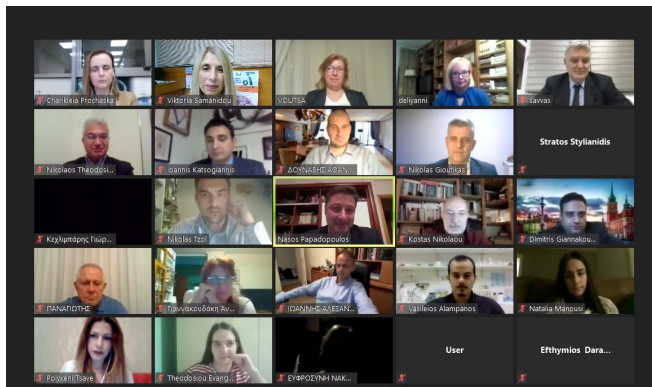 Charikleia Prochaska
Viktoria Samanidou
VOUTSA
deliyanni
savvas
Nikolaos Theodosi...
Ioannis Katsogiannis
ΔΟΥΝΑΒΗΣ ΑΘΑΝ...
Nikolas Gioutikas
Stratos Stylianidis
Κεχλιμπάρης Γιώρ...
Nikolas Tzol
Nasos Papadopoulos
Kostas Nikolaou
Dimitris Giannakou...
ΠΑΝΑΓΙΩΤΗΣ
Γιαννακουδάκη Άν...
ΙΩΑΝΝΗΣ ΑΛΕΞΑΝ...
Vasileios Alampanos
Natalia Manousi
Polyxeni Tsave
Theodosiou Evang...
ΕΥΦΡΟΣΥΝΗ ΝΑΚ...
User
Efthymios Dara...